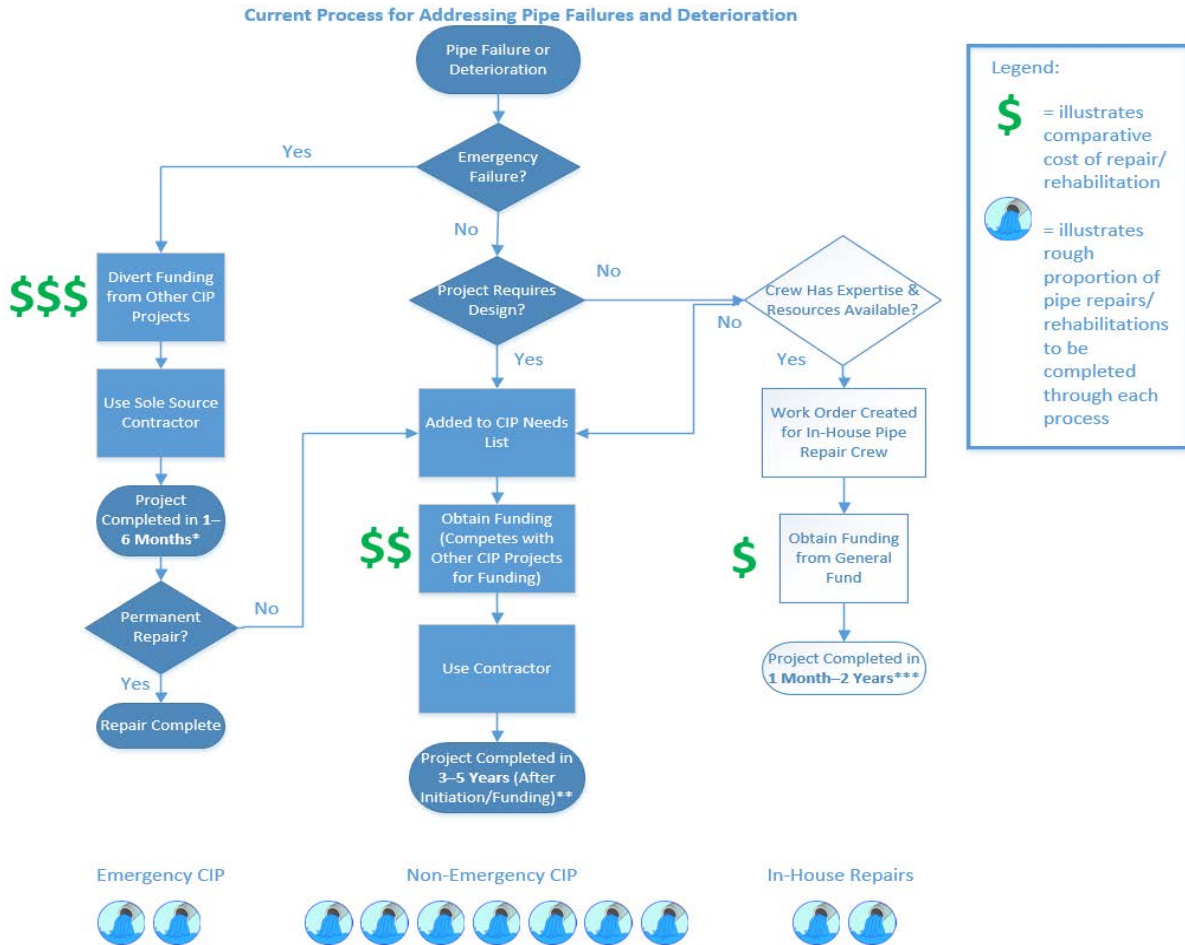 Current Process for Addressing Pipe Failures and Deterioration
Pipe Failure or
Deterioration
Emergency
Failure?
Yes
No
Divert Funding
from Other CIP
Projects
$$$
Use Sole Source
Contractor
Project
Completed in 1–
6 Months*
Permanent
Repair?
No
Yes
Repair Complete
Project Requires
Design?
No
Yes
Added to CIP Needs
List
$$
Obtain Funding
(Competes with
Other CIP Projects
for Funding)
Use Contractor
Project Completed in
3–5 Years (After
Initiation/Funding)**
Crew Has Expertise &
Resources Available?
No
Yes
Work Order Created
for In-House Pipe
Repair Crew
$
Obtain Funding
from General
Fund
Project Completed in
1 Month–2 Years***
Legend:
$
= illustrates
comparative
cost of repair/
rehabilitation
= illustrates
rough
proportion of
pipe repairs/
rehabilitations
to be
completed
through each
process
Emergency CIP
Non-Emergency CIP
In-House Repairs